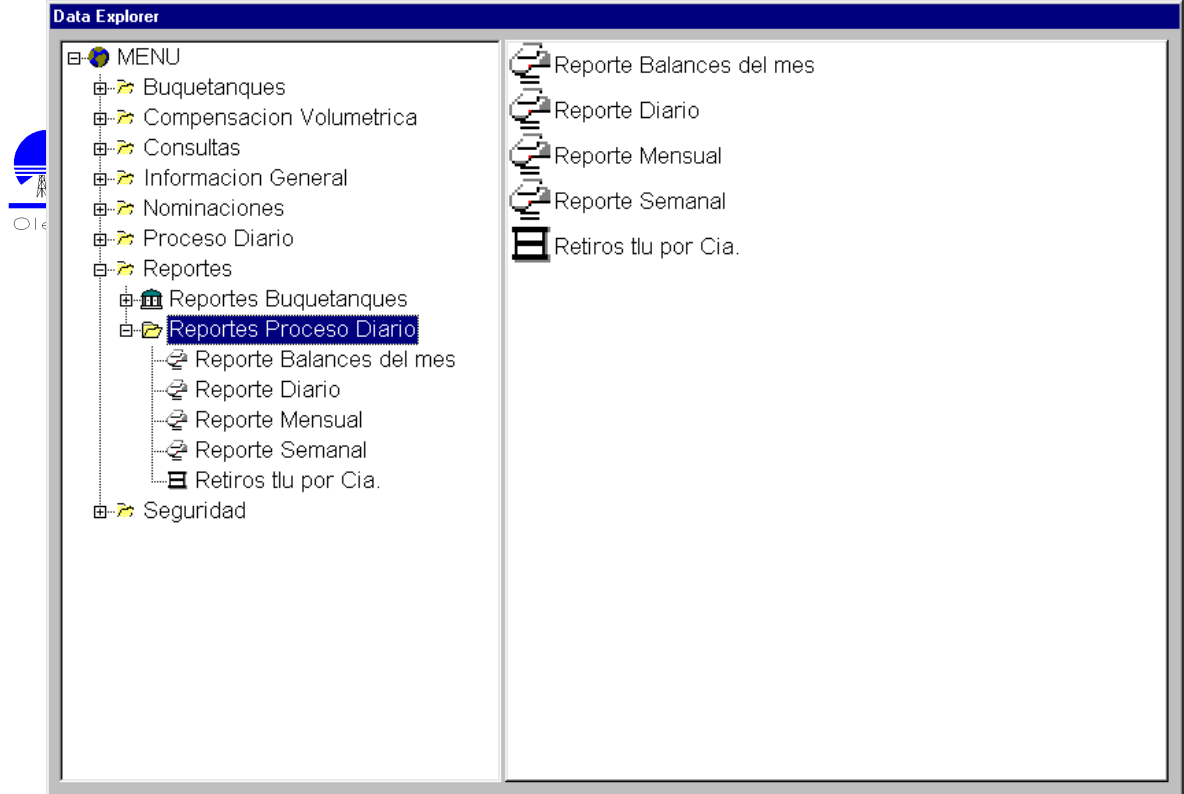 Data Explorer
MENU
Buquetanques
Compensacion Volumetrica
Consultas
Informacion General
Nominaciones
Proceso Diario
Reportes
Reportes Buquetanques
Reportes Proceso Diario
Reporte Balances del mes
Reporte Diario
Reporte Mensual
Reporte Semanal
Retiros tlu por Cia.
Seguridad
Reporte Balances del mes
Reporte Diario
Reporte Mensual
Reporte Semanal
Retiros tlu por Cia.